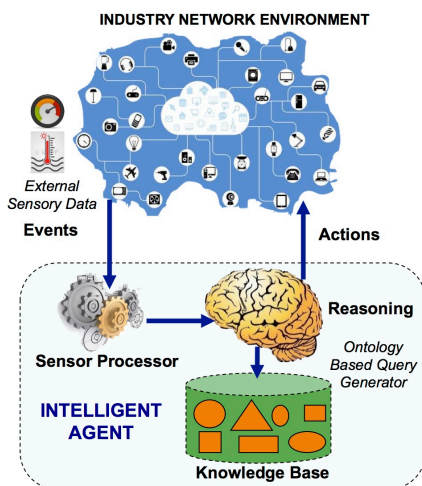 INDUSTRY NETWORK ENVIRONMENT
External
Sensory Data
Events
Actions
Sensor Processor
Reasoning
Ontology
Based Query
Generator
INTELLIGENT
AGENT
Knowledge Base